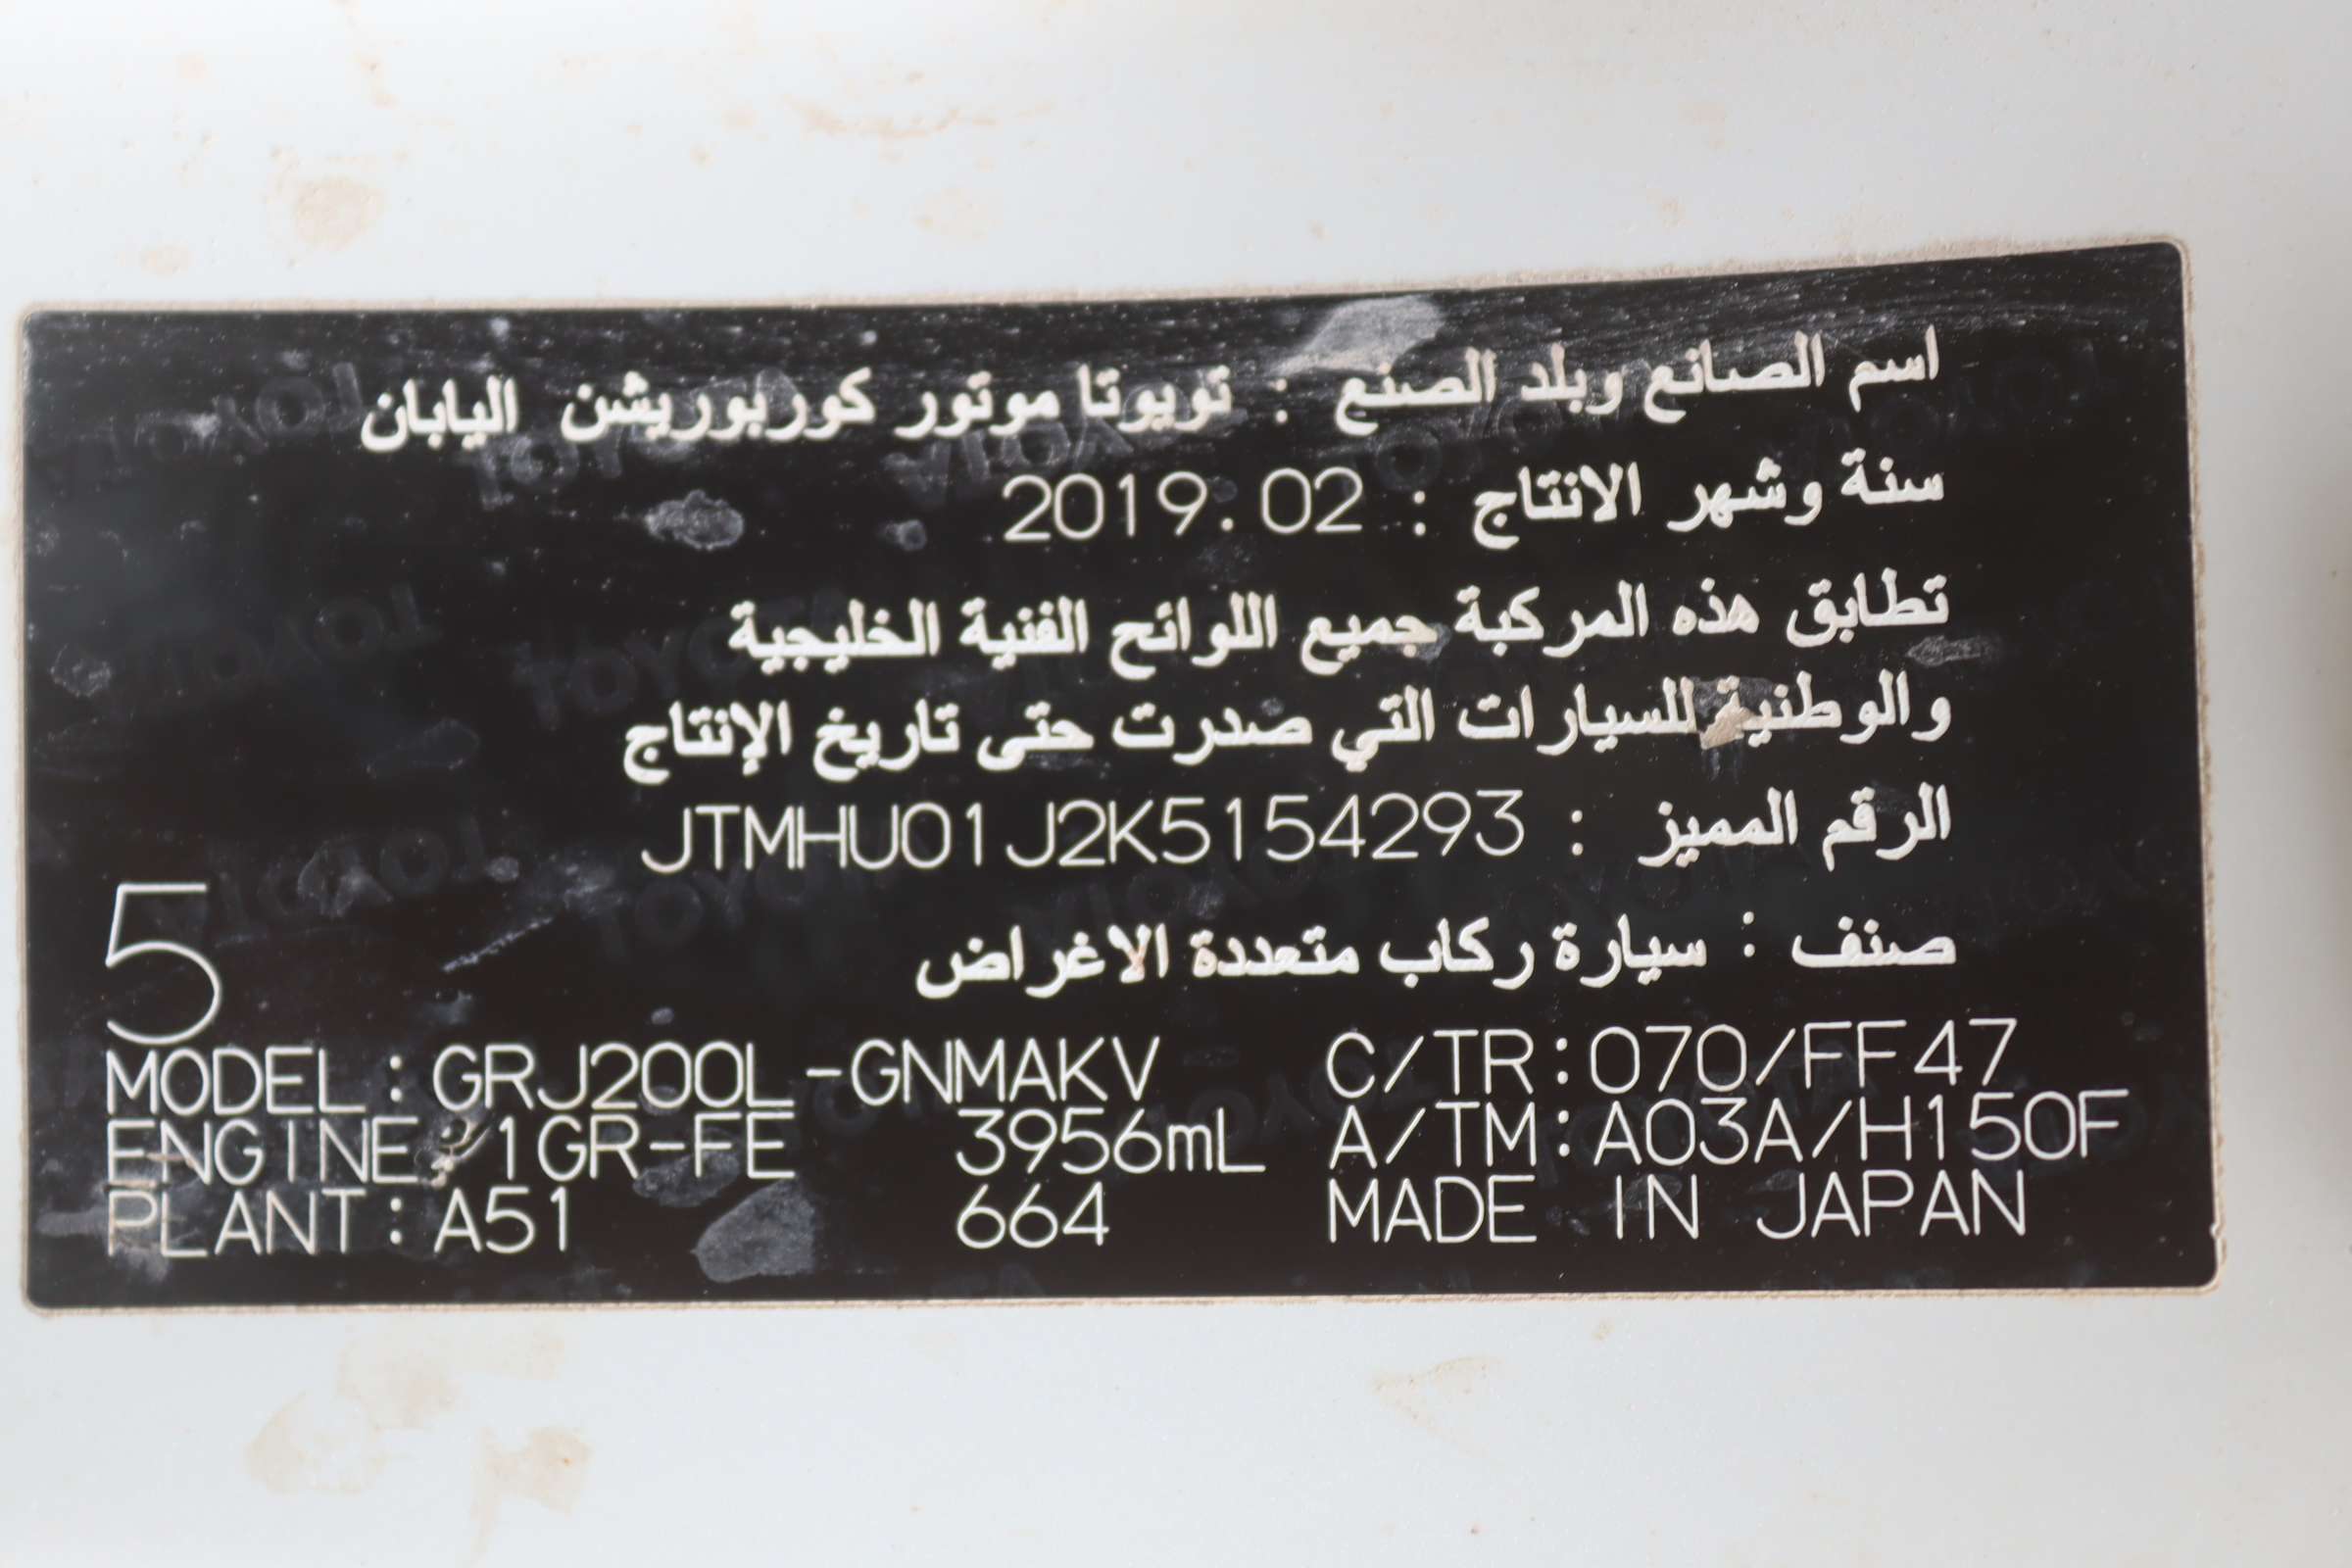 اسم الصانع وبلد الصنع : تويوتا موتور كوربوريشن اليابان
سنة وشهر الانتاج : 2019.02
تطابق هذه المركبة جميع اللوائح الفنية الخليجية
والوطنية للسيارات التي صدرت حتى تاريخ الإنتاج
الرقم المميز : JTMHU01J2K5154293
صنف : سيارة ركاب متعددة الاغراض
5
MODEL : GRJ200L-GNMAKV C/TR:070/FF47
ENGINE: 1GR-FE 3956mL A/TM:A03A/H150F
PLANT : A51 664 MADE IN JAPAN